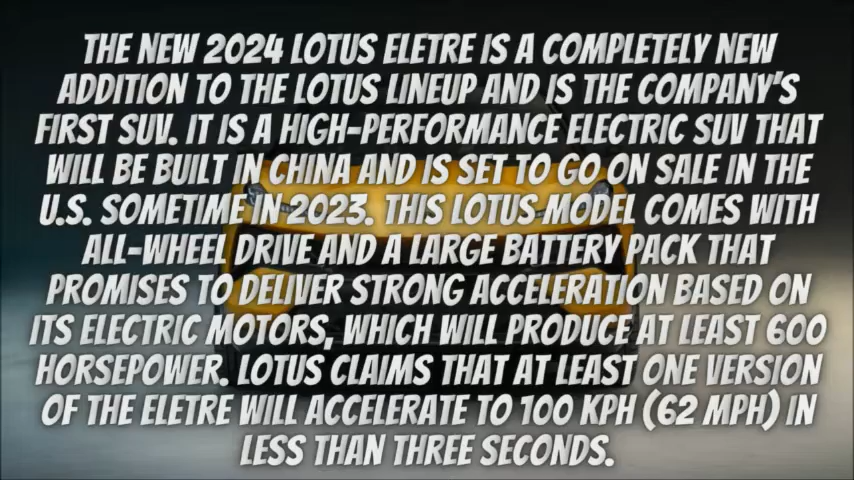 THE NEW 2024 LOTUS ELETRE IS A COMPLETELY NEW
ADDITION TO THE LOTUS LINEUP AND IS THE COMPANY'S
FIRST SUV. IT IS A HIGH-PERFORMANCE ELECTRIC SUV THAT
WILL BE BUILT IN CHINA AND IS SET TO GO ON SALE IN THE
U.S. SOMETIME IN 2023. THIS LOTUS MODEL COMES WITH
ALL-WHEEL DRIVE AND A LARGE BATTERY PACK THAT
PROMISES TO DELIVER STRONG ACCELERATION BASED ON
ITS ELECTRIC MOTORS, WHICH WILL PRODUCE AT LEAST 600
HORSEPOWER. LOTUS CLAIMS THAT AT LEAST ONE VERSION
OF THE ELETRE WILL ACCELERATE TO 100 KPH (62 MPH) IN
LESS THAN THREE SECONDS.